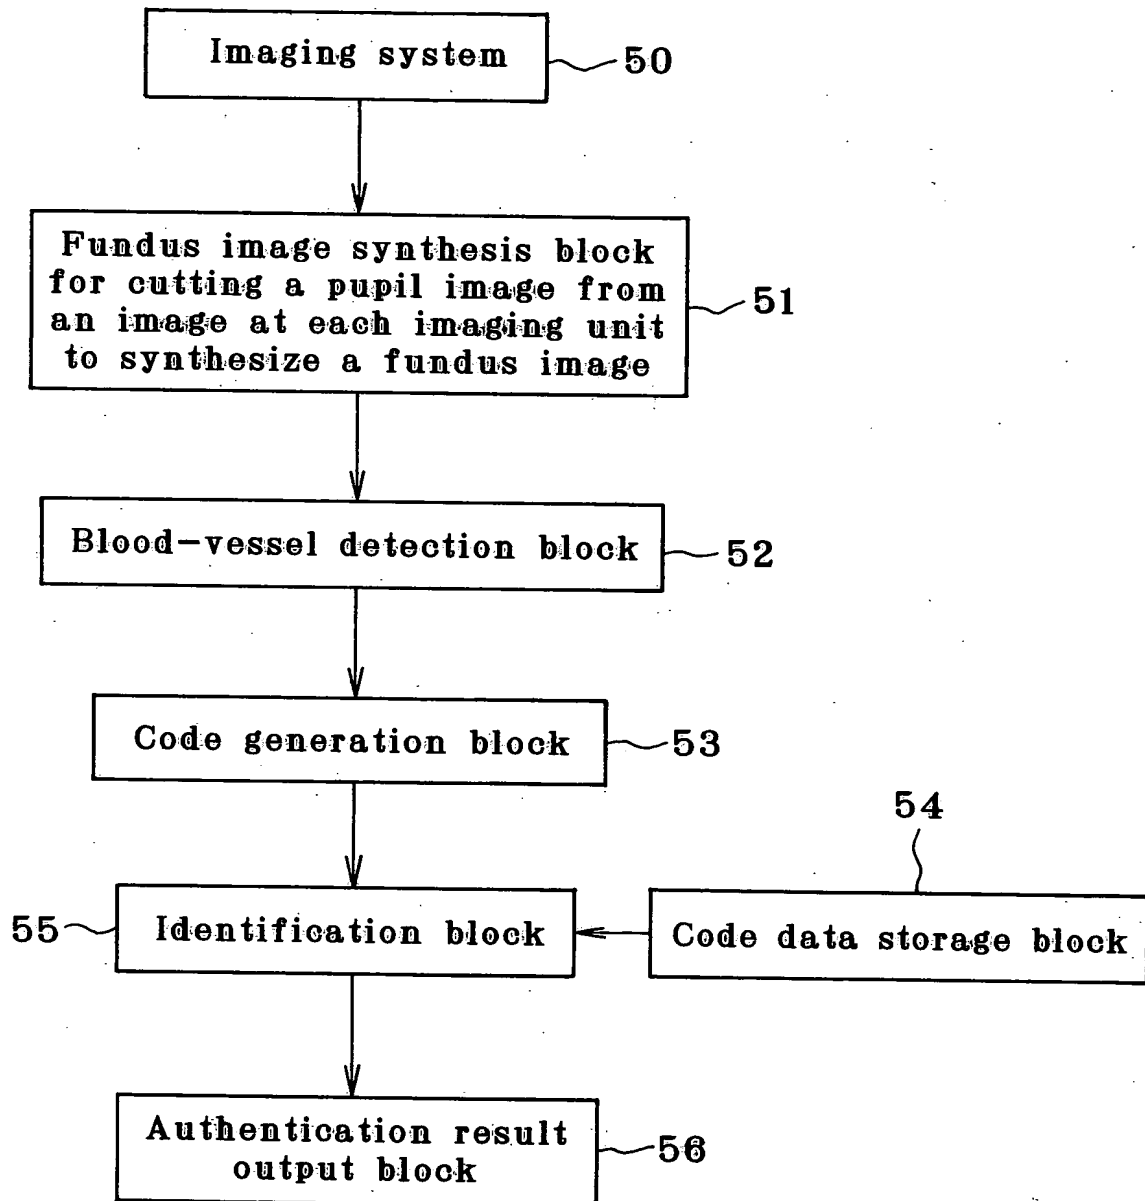 Imaging system
50
Fundus image synthesis block
for cutting a pupil image from
an image at each imaging unit
to synthesize a fundus image
51
Blood-vessel detection block
52
Code generation block
53
54
55
Identification block
Code data storage block
Authentication result
output block
56